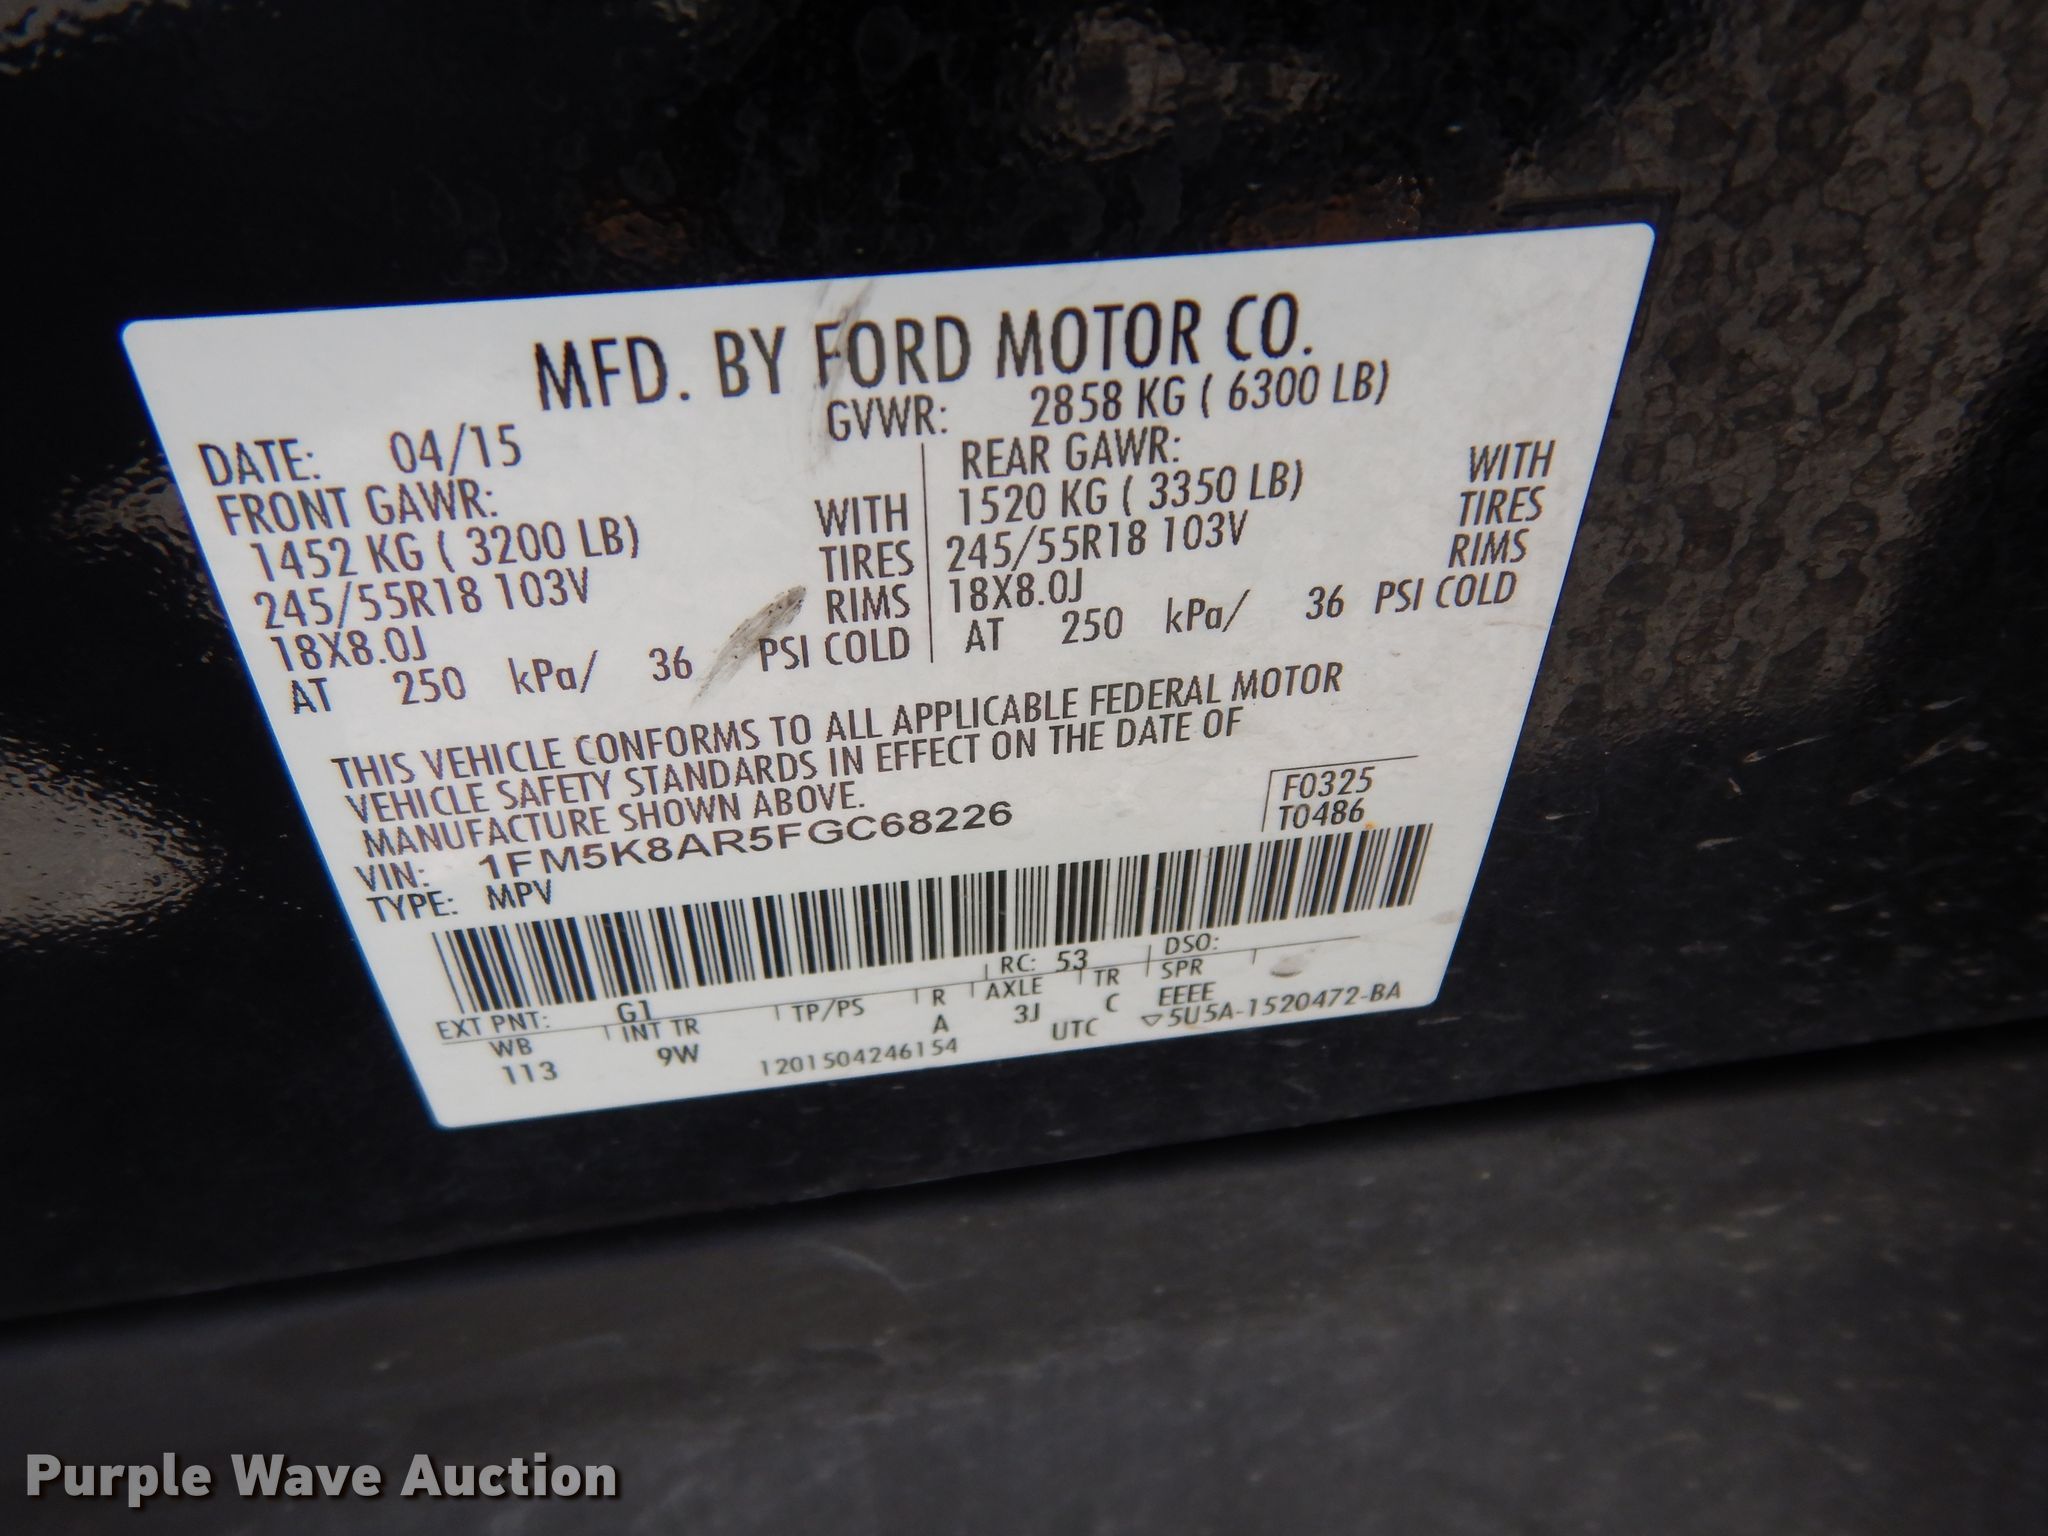 MFD. BY FORD MOTOR CO.
DATE: 04/15 GVWR: 2858 KG ( 6300 LB)
FRONT GAWR: REAR GAWR:
1452 KG ( 3200 LB) WITH 1520 KG ( 3350 LB) WITH
245/55R18 103V TIRES 245/55R18 103V TIRES
18X8.0J RIMS 18X8.0J RIMS
AT 250 kPa/ 36 PSI COLD AT 250 kPa/ 36 PSI COLD
THIS VEHICLE CONFORMS TO ALL APPLICABLE FEDERAL MOTOR
VEHICLE SAFETY STANDARDS IN EFFECT ON THE DATE OF
MANUFACTURE SHOWN ABOVE.
VIN: 1FM5K8AR5FGC68226 F0325
TYPE: MPV T0486
EXT PNT: G1 RC: 53 DSO:
WB INT TR TP/PS R AXLE TR SPR
113 9W A 3J C EEEE
1201504246154 UTC ▽5U5A-1520472-BA
Purple Wave Auction